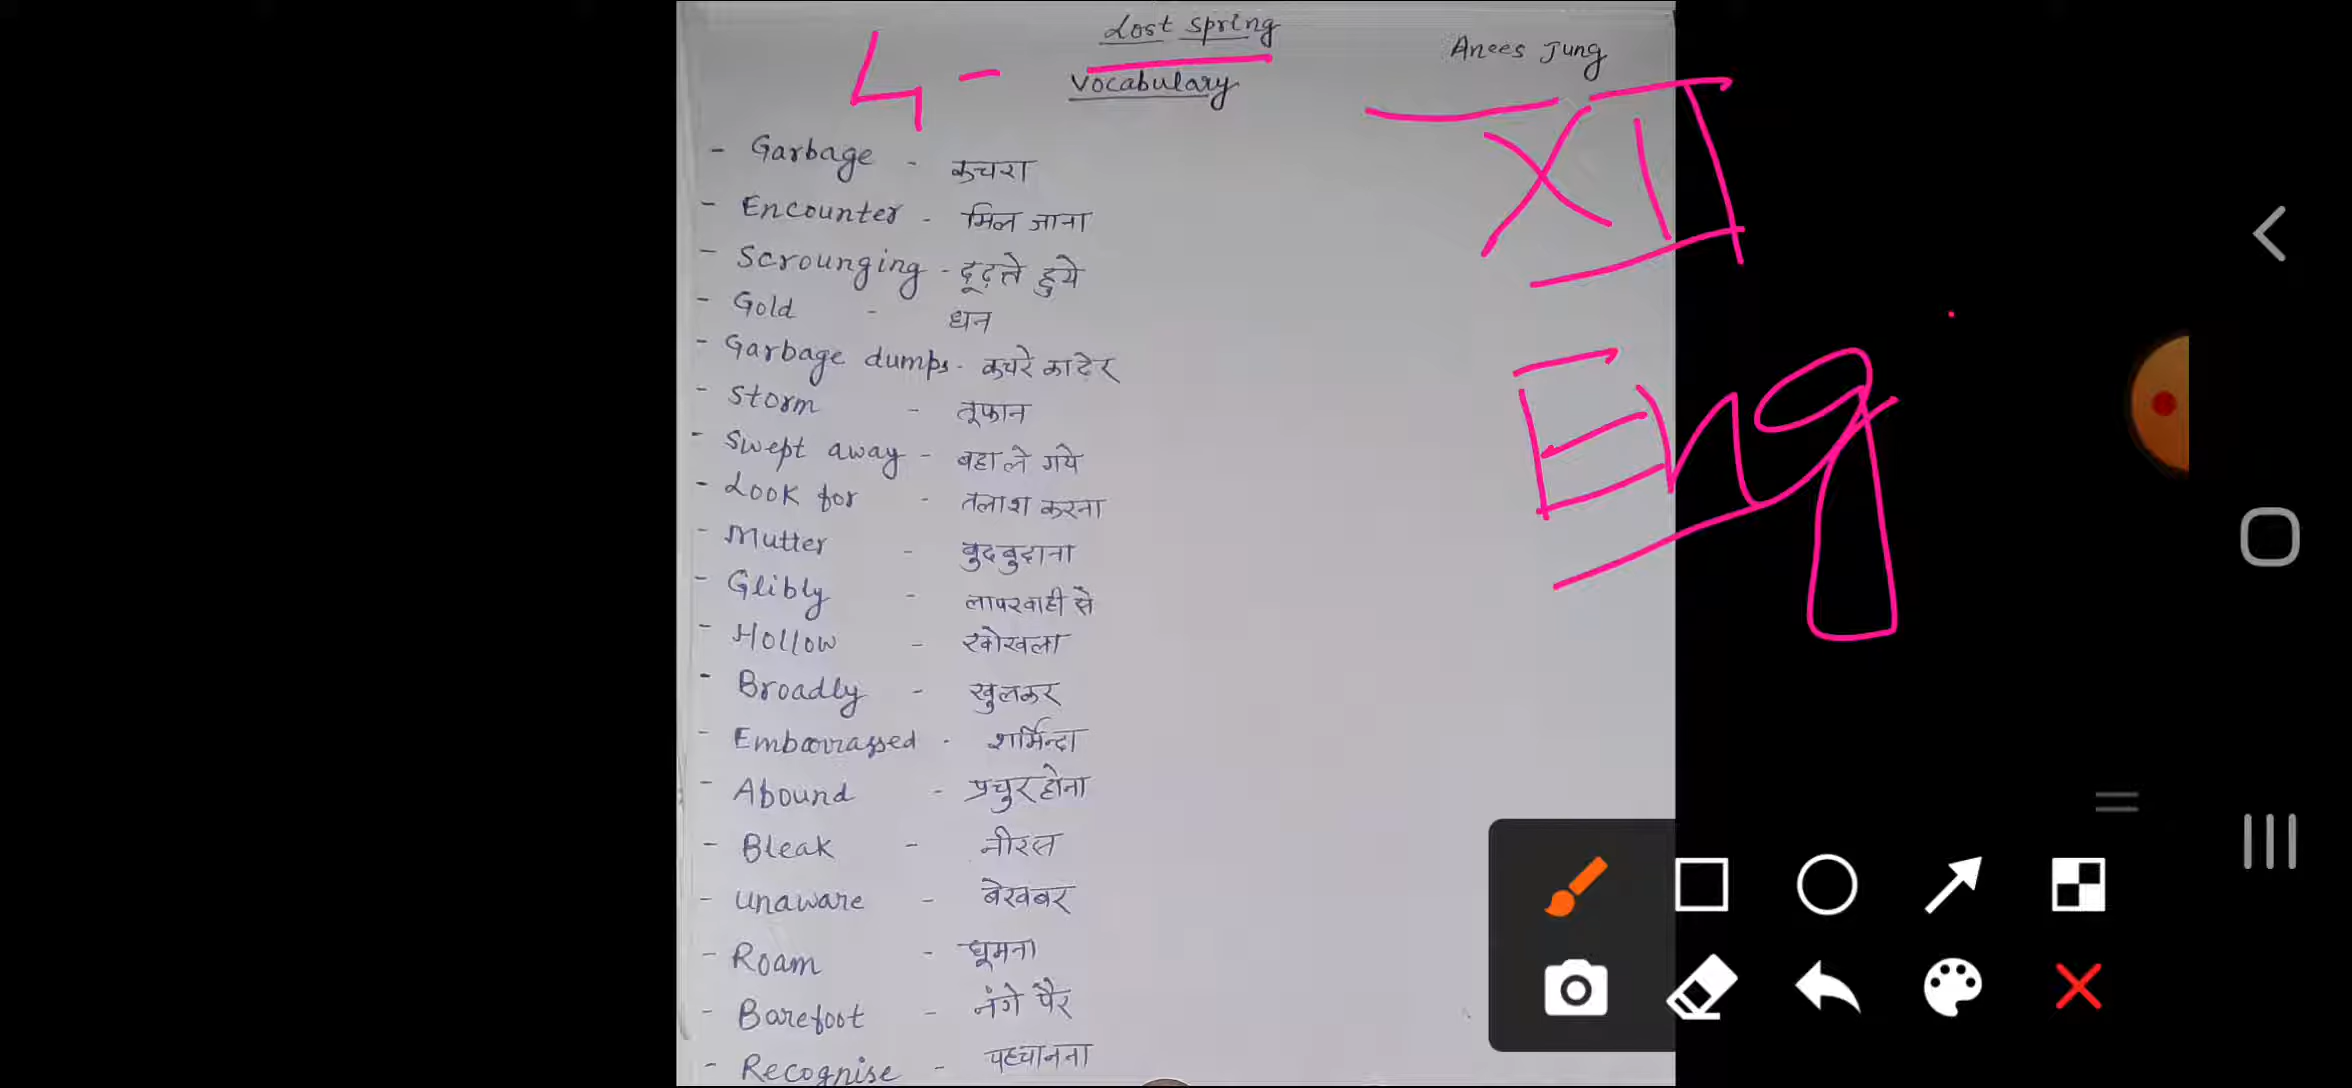 Lost Spring
Anees Jung
L-
Vocabulary
XII
Eng
- Garbage - कचरा
- Encounter - मिल जाना
- Scrounging - ढूढ़ते हुये
- Gold - धन
- Garbage dumps - कचरे का ढेर
- Storm - तूफान
- Swept away - बहा ले गये
- Look for - तलाश करना
- Mutter - बुदबुदाना
- Glibly - लापरवाही से
- Hollow - खोखला
- Broadly - खुलकर
- Embarrassed - शर्मिन्दा
- Abound - प्रचुर होना
- Bleak - नीरस
- Unaware - बेखबर
- Roam - घूमना
- Barefoot - नंगे पैर
- Recognise - पहचानना